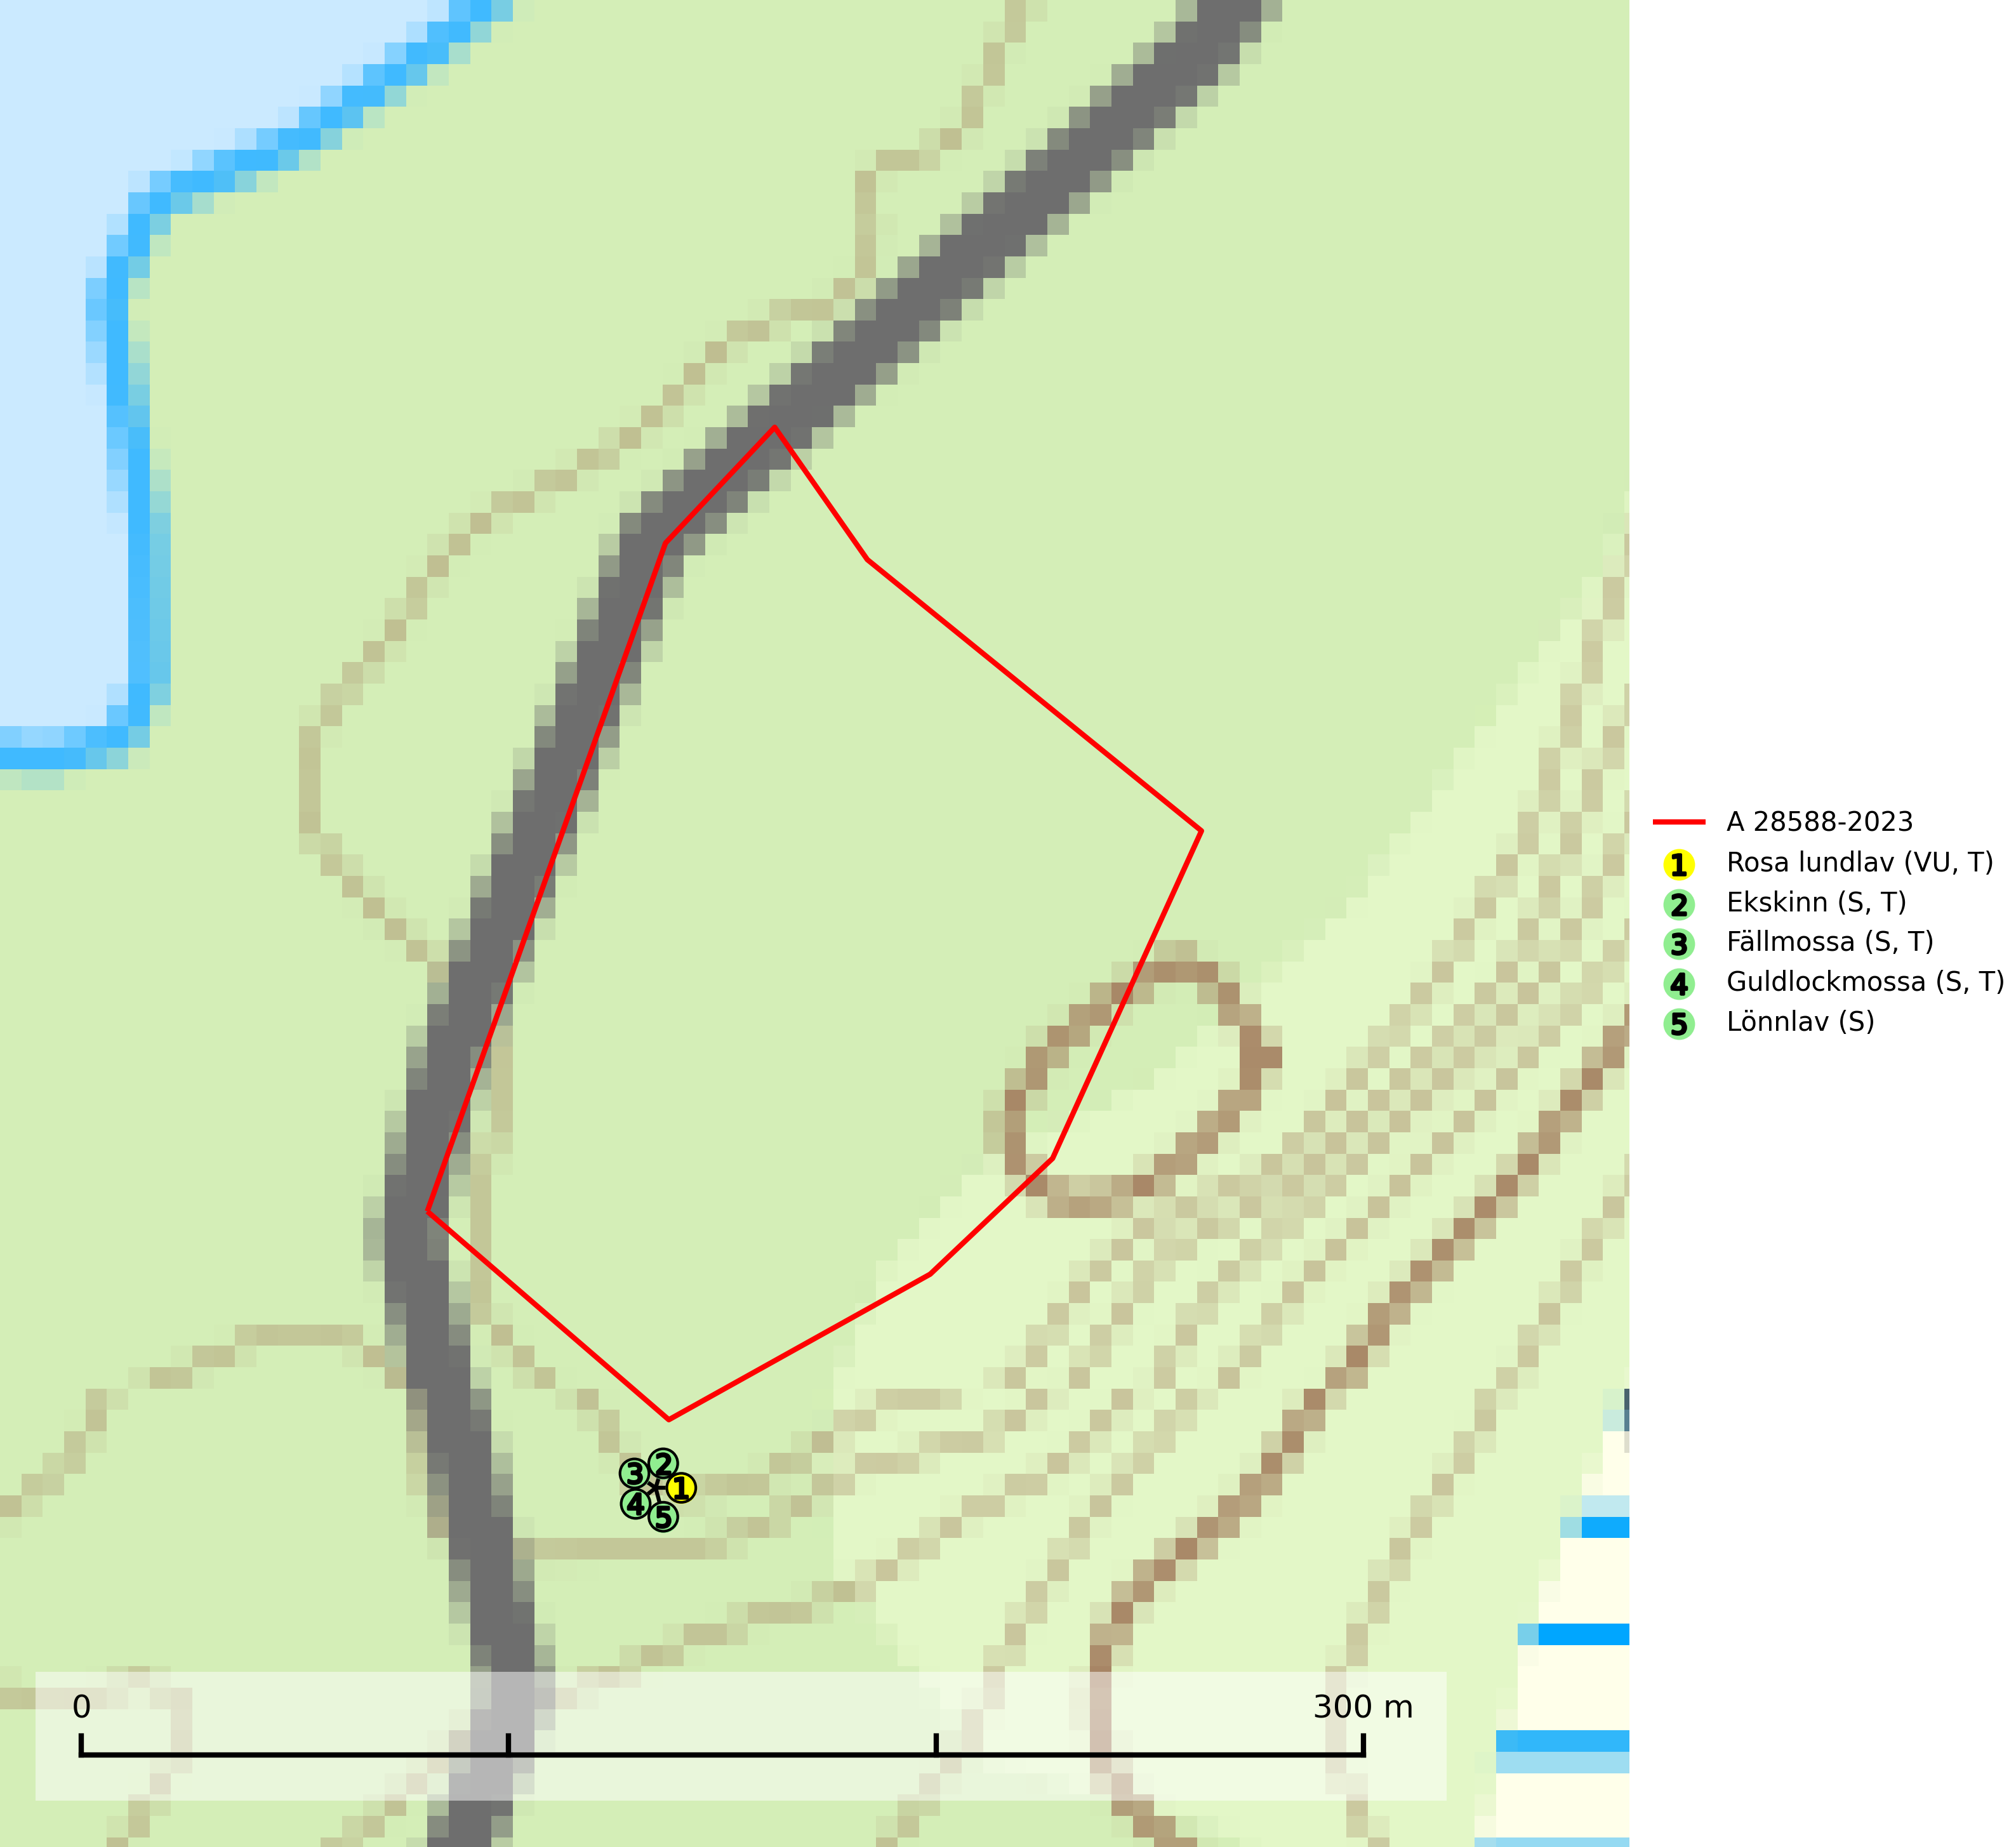 A 28588-2023
1 Rosa lundlav (VU, T)
2 Ekskinn (S, T)
3 Fällmossa (S, T)
4 Guldlockmossa (S, T)
5 Lönnlav (S)
2
3
1
4
5
0 300 m